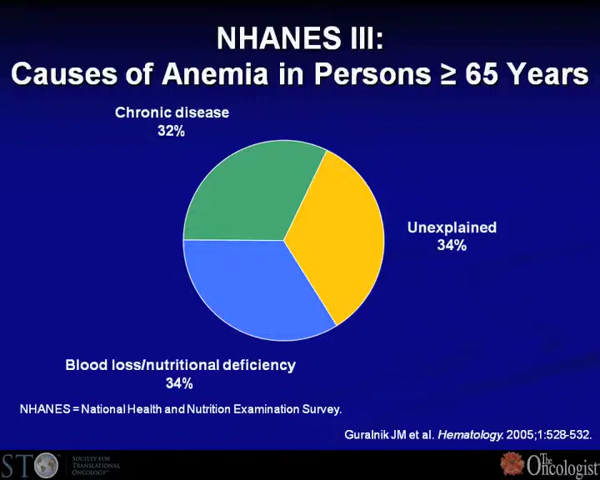 NHANES III:
Causes of Anemia in Persons ≥ 65 Years
Chronic disease
32%
Unexplained
34%
Blood loss/nutritional deficiency
34%
NHANES = National Health and Nutrition Examination Survey.
Guralnik JM et al. Hematology. 2005;1:528-532.
STO
SOCIETY FOR
TRANSLATIONAL
ONCOLOGY
The
Oncologist